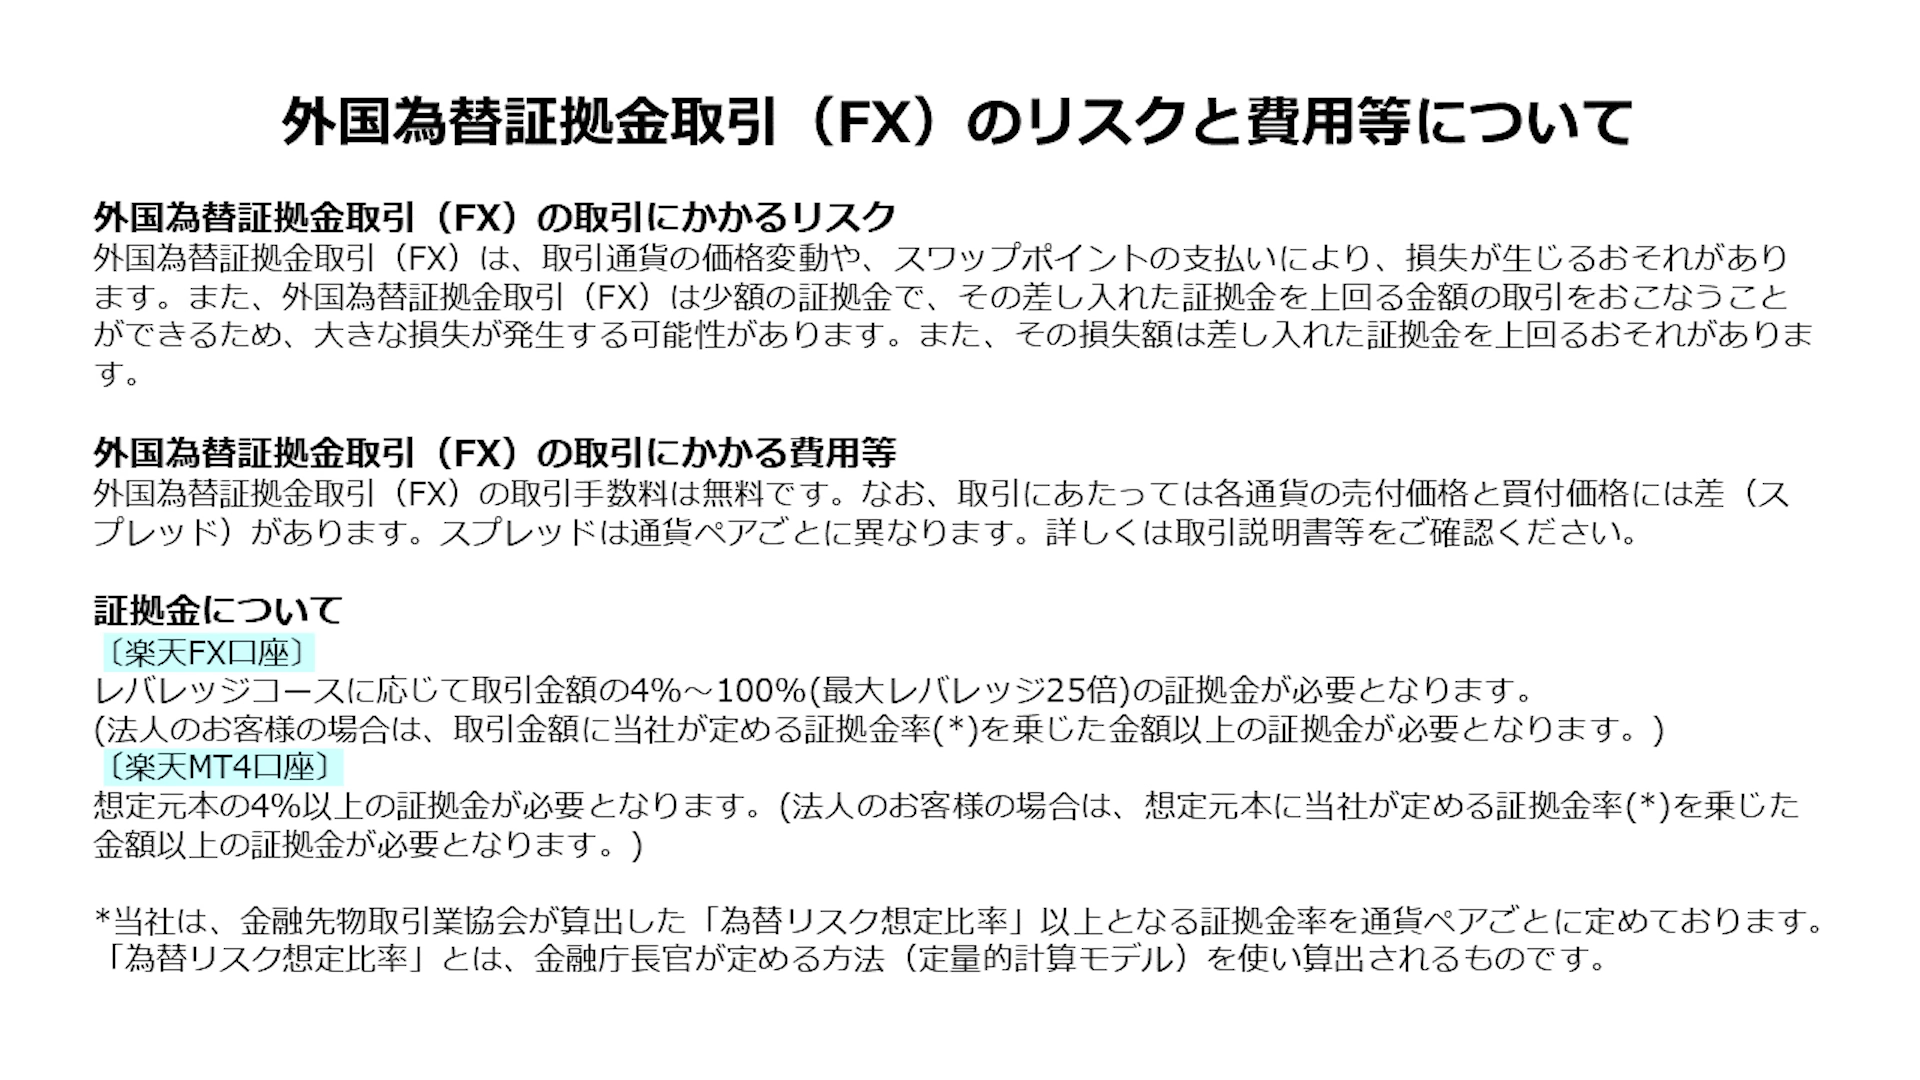 外国為替証拠金取引（FX）のリスクと費用等について
外国為替証拠金取引（FX）の取引にかかるリスク
外国為替証拠金取引（FX）は、取引通貨の価格変動や、スワップポイントの支払いにより、損失が生じるおそれがあり
ます。また、外国為替証拠金取引（FX）は少額の証拠金で、その差し入れた証拠金を上回る金額の取引をおこなうこと
ができるため、大きな損失が発生する可能性があります。また、その損失額は差し入れた証拠金を上回るおそれがありま
す。
外国為替証拠金取引（FX）の取引にかかる費用等
外国為替証拠金取引（FX）の取引手数料は無料です。なお、取引にあたっては各通貨の売付価格と買付価格には差（ス
プレッド）があります。スプレッドは通貨ペアごとに異なります。詳しくは取引説明書等をご確認ください。
証拠金について
〔楽天FX口座〕
レバレッジコースに応じて取引金額の4%～100%(最大レバレッジ25倍)の証拠金が必要となります。
(法人のお客様の場合は、取引金額に当社が定める証拠金率(*)を乗じた金額以上の証拠金が必要となります。)
〔楽天MT4口座〕
想定元本の4%以上の証拠金が必要となります。(法人のお客様の場合は、想定元本に当社が定める証拠金率(*)を乗じた
金額以上の証拠金が必要となります。)
*当社は、金融先物取引業協会が算出した「為替リスク想定比率」以上となる証拠金率を通貨ペアごとに定めております。
「為替リスク想定比率」とは、金融庁長官が定める方法（定量的計算モデル）を使い算出されるものです。